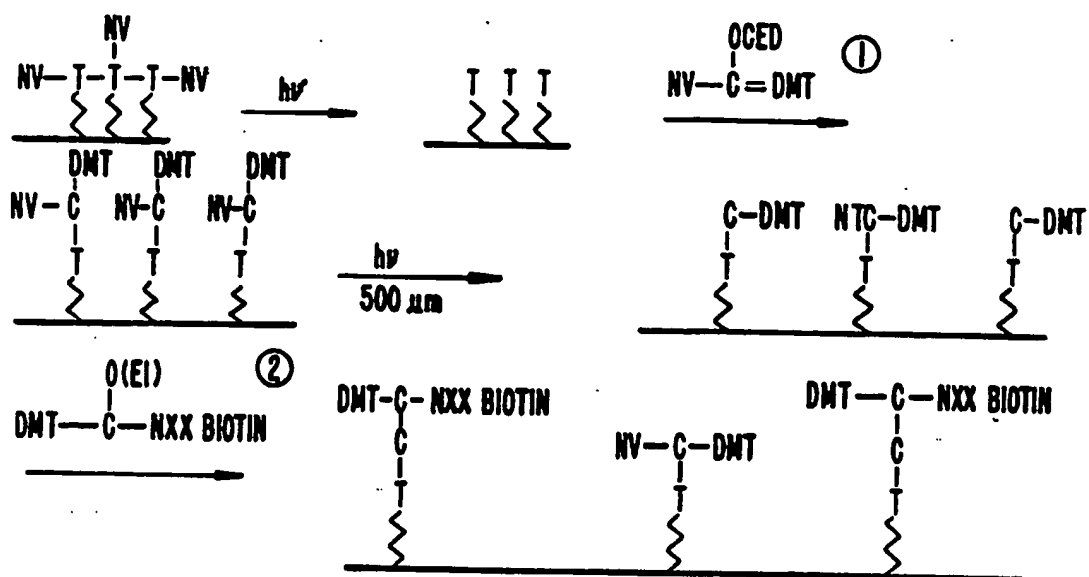 NV
NV—T—T—T—NV
hν
T T T
OCED
NV—C=DMT
①
DMT DMT DMT
NV—C NV—C NV—C
T T T
hν
500 µm
C—DMT NTC—DMT C—DMT
T T T
②
O(EI)
DMT—C—NXX BIOTIN
DMT—C—NXX BIOTIN
C
T
NV—C—DMT
T
DMT—C—NXX BIOTIN
C
T